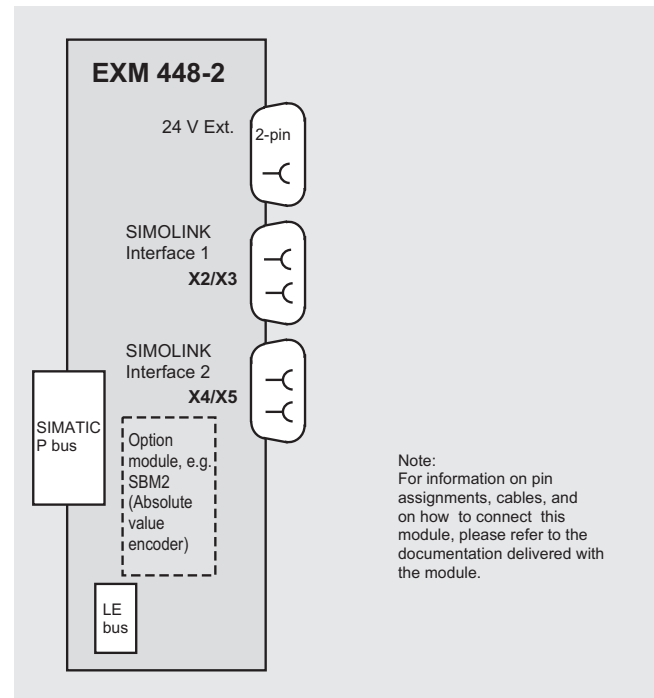 EXM 448-2
24 V Ext.
2-pin
SIMOLINK
Interface 1
X2/X3
SIMOLINK
Interface 2
X4/X5
SIMATIC
P bus
Option
module, e.g.
SBM2
(Absolute
value
encoder)
LE
bus
Note:
For information on pin
assignments, cables, and
on how to connect this
module, please refer to the
documentation delivered with
the module.